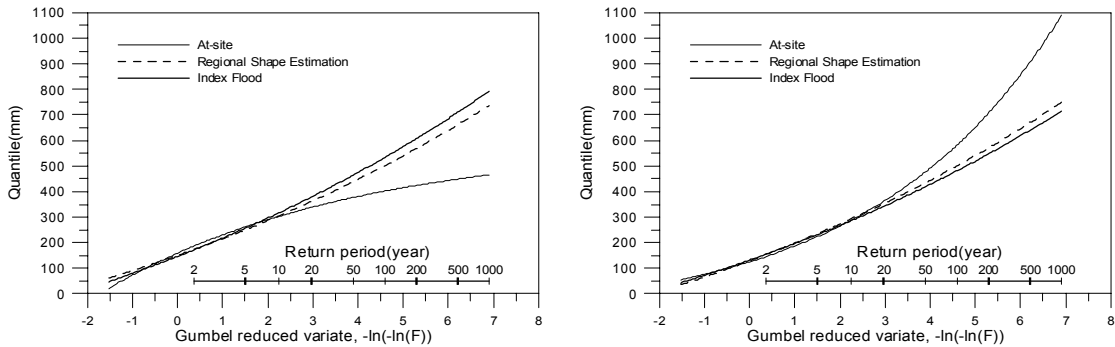 1100
1000
900
800
700
600
500
400
300
200
100
0
Quantile(mm)
At-site
Regional Shape Estimation
Index Flood
Return period(year)
2 5 10 20 50 100 200 500 1000
-2 -1 0 1 2 3 4 5 6 7 8
Gumbel reduced variate, -ln(-ln(F))
1100
1000
900
800
700
600
500
400
300
200
100
0
Quantile(mm)
At-site
Regional Shape Estimation
Index Flood
Return period(year)
2 5 10 20 50 100 200 500 1000
-2 -1 0 1 2 3 4 5 6 7 8
Gumbel reduced variate, -ln(-ln(F))